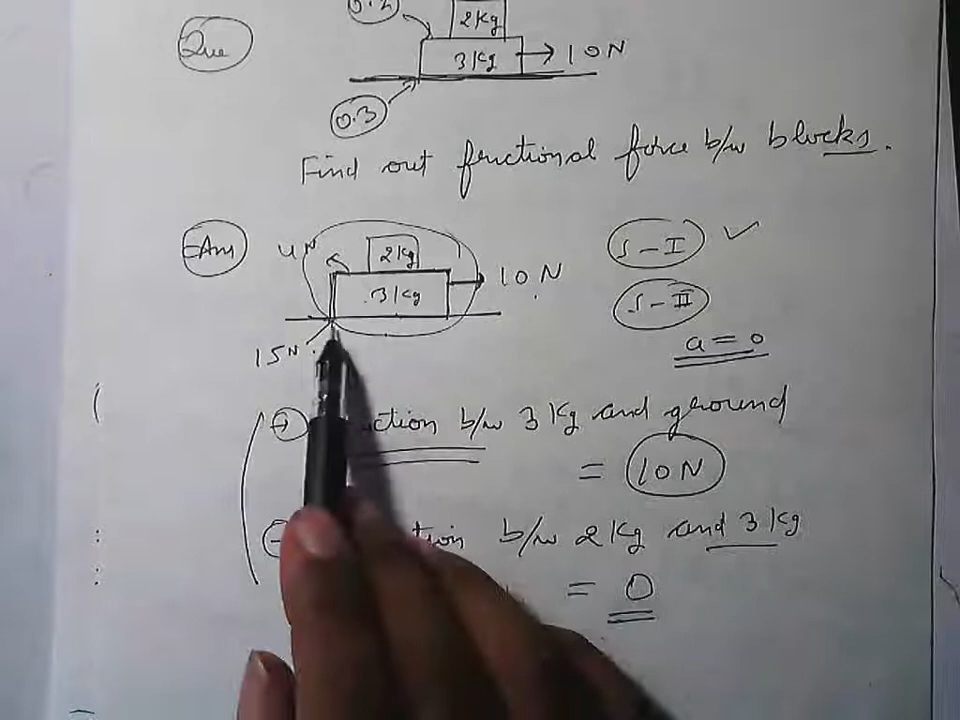 0.2
2Kg
Que
3Kg
10N
0.3
Find out frictional force b/w blocks.
Ans
4N
2Kg
3Kg
10N
15N
S-I ✓
S-II
a=0
b/w 3Kg and ground
= 10N
b/w 2Kg and 3Kg
= 0